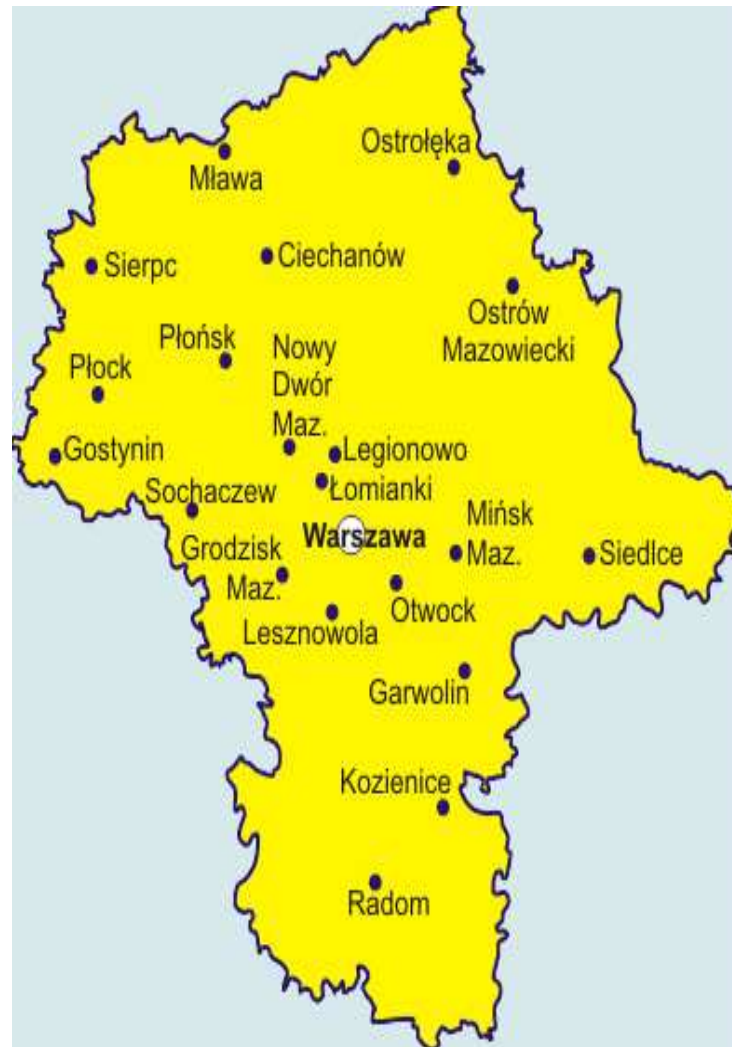 Ostrołęka
Mława
Ciechanów
Sierpc
Ostrów
Mazowiecki
Płońsk
Nowy
Dwór
Maz.
Płock
Gostynin
Legionowo
Łomianki
Sochaczew
Warszawa
Mińsk
Maz.
Siedlce
Grodzisk
Maz.
Otwock
Lesznowola
Garwolin
Kozienice
Radom